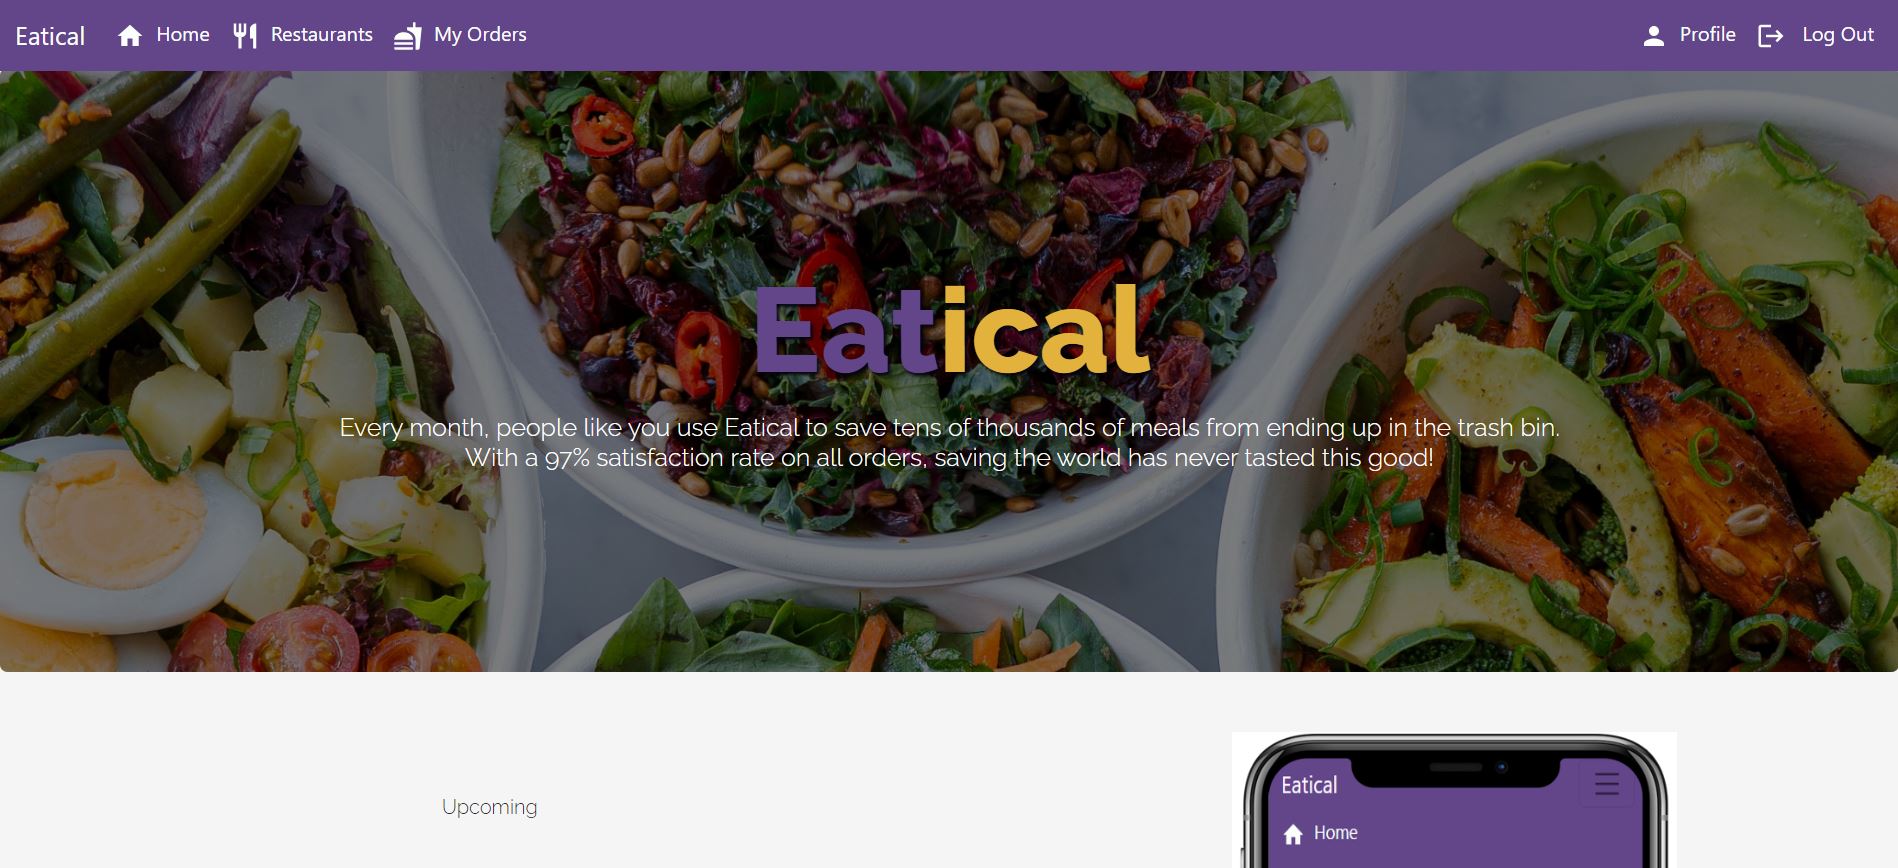 Eatical Home Restaurants My Orders Profile Log Out
Eatical
Every month, people like you use Eatical to save tens of thousands of meals from ending up in the trash bin.
With a 97% satisfaction rate on all orders, saving the world has never tasted this good!
Upcoming
Eatical
Home